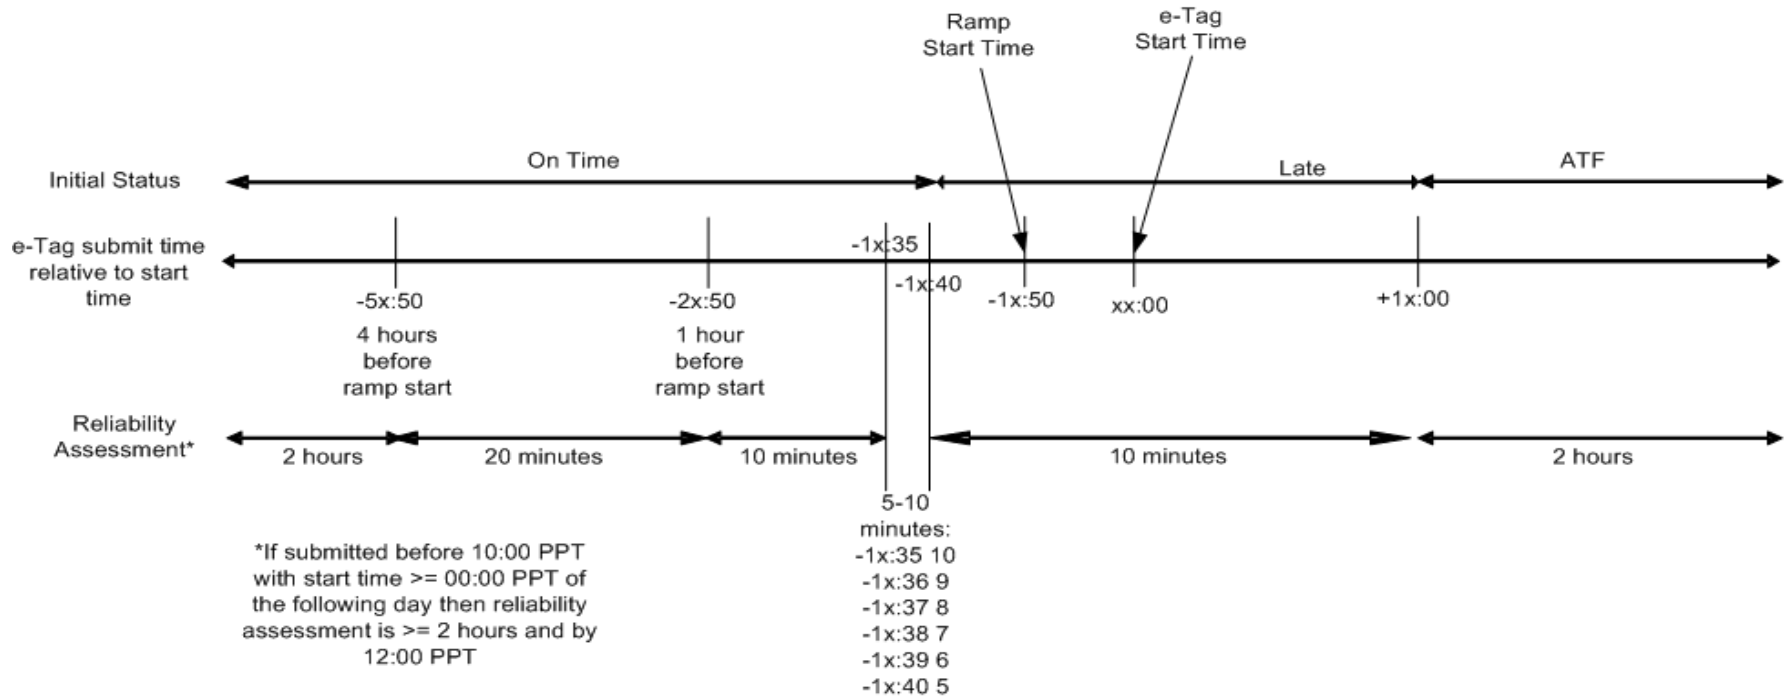 Ramp
Start Time
e-Tag
Start Time
Initial Status
On Time
Late
ATF
e-Tag submit time
relative to start
time
-1x:35
-1x:40
-5x:50
-2x:50
-1x:50
xx:00
+1x:00
4 hours
before
ramp start
1 hour
before
ramp start
Reliability
Assessment*
2 hours
20 minutes
10 minutes
10 minutes
2 hours
5-10
minutes:
-1x:35 10
-1x:36 9
-1x:37 8
-1x:38 7
-1x:39 6
-1x:40 5
*If submitted before 10:00 PPT
with start time >= 00:00 PPT of
the following day then reliability
assessment is >= 2 hours and by
12:00 PPT